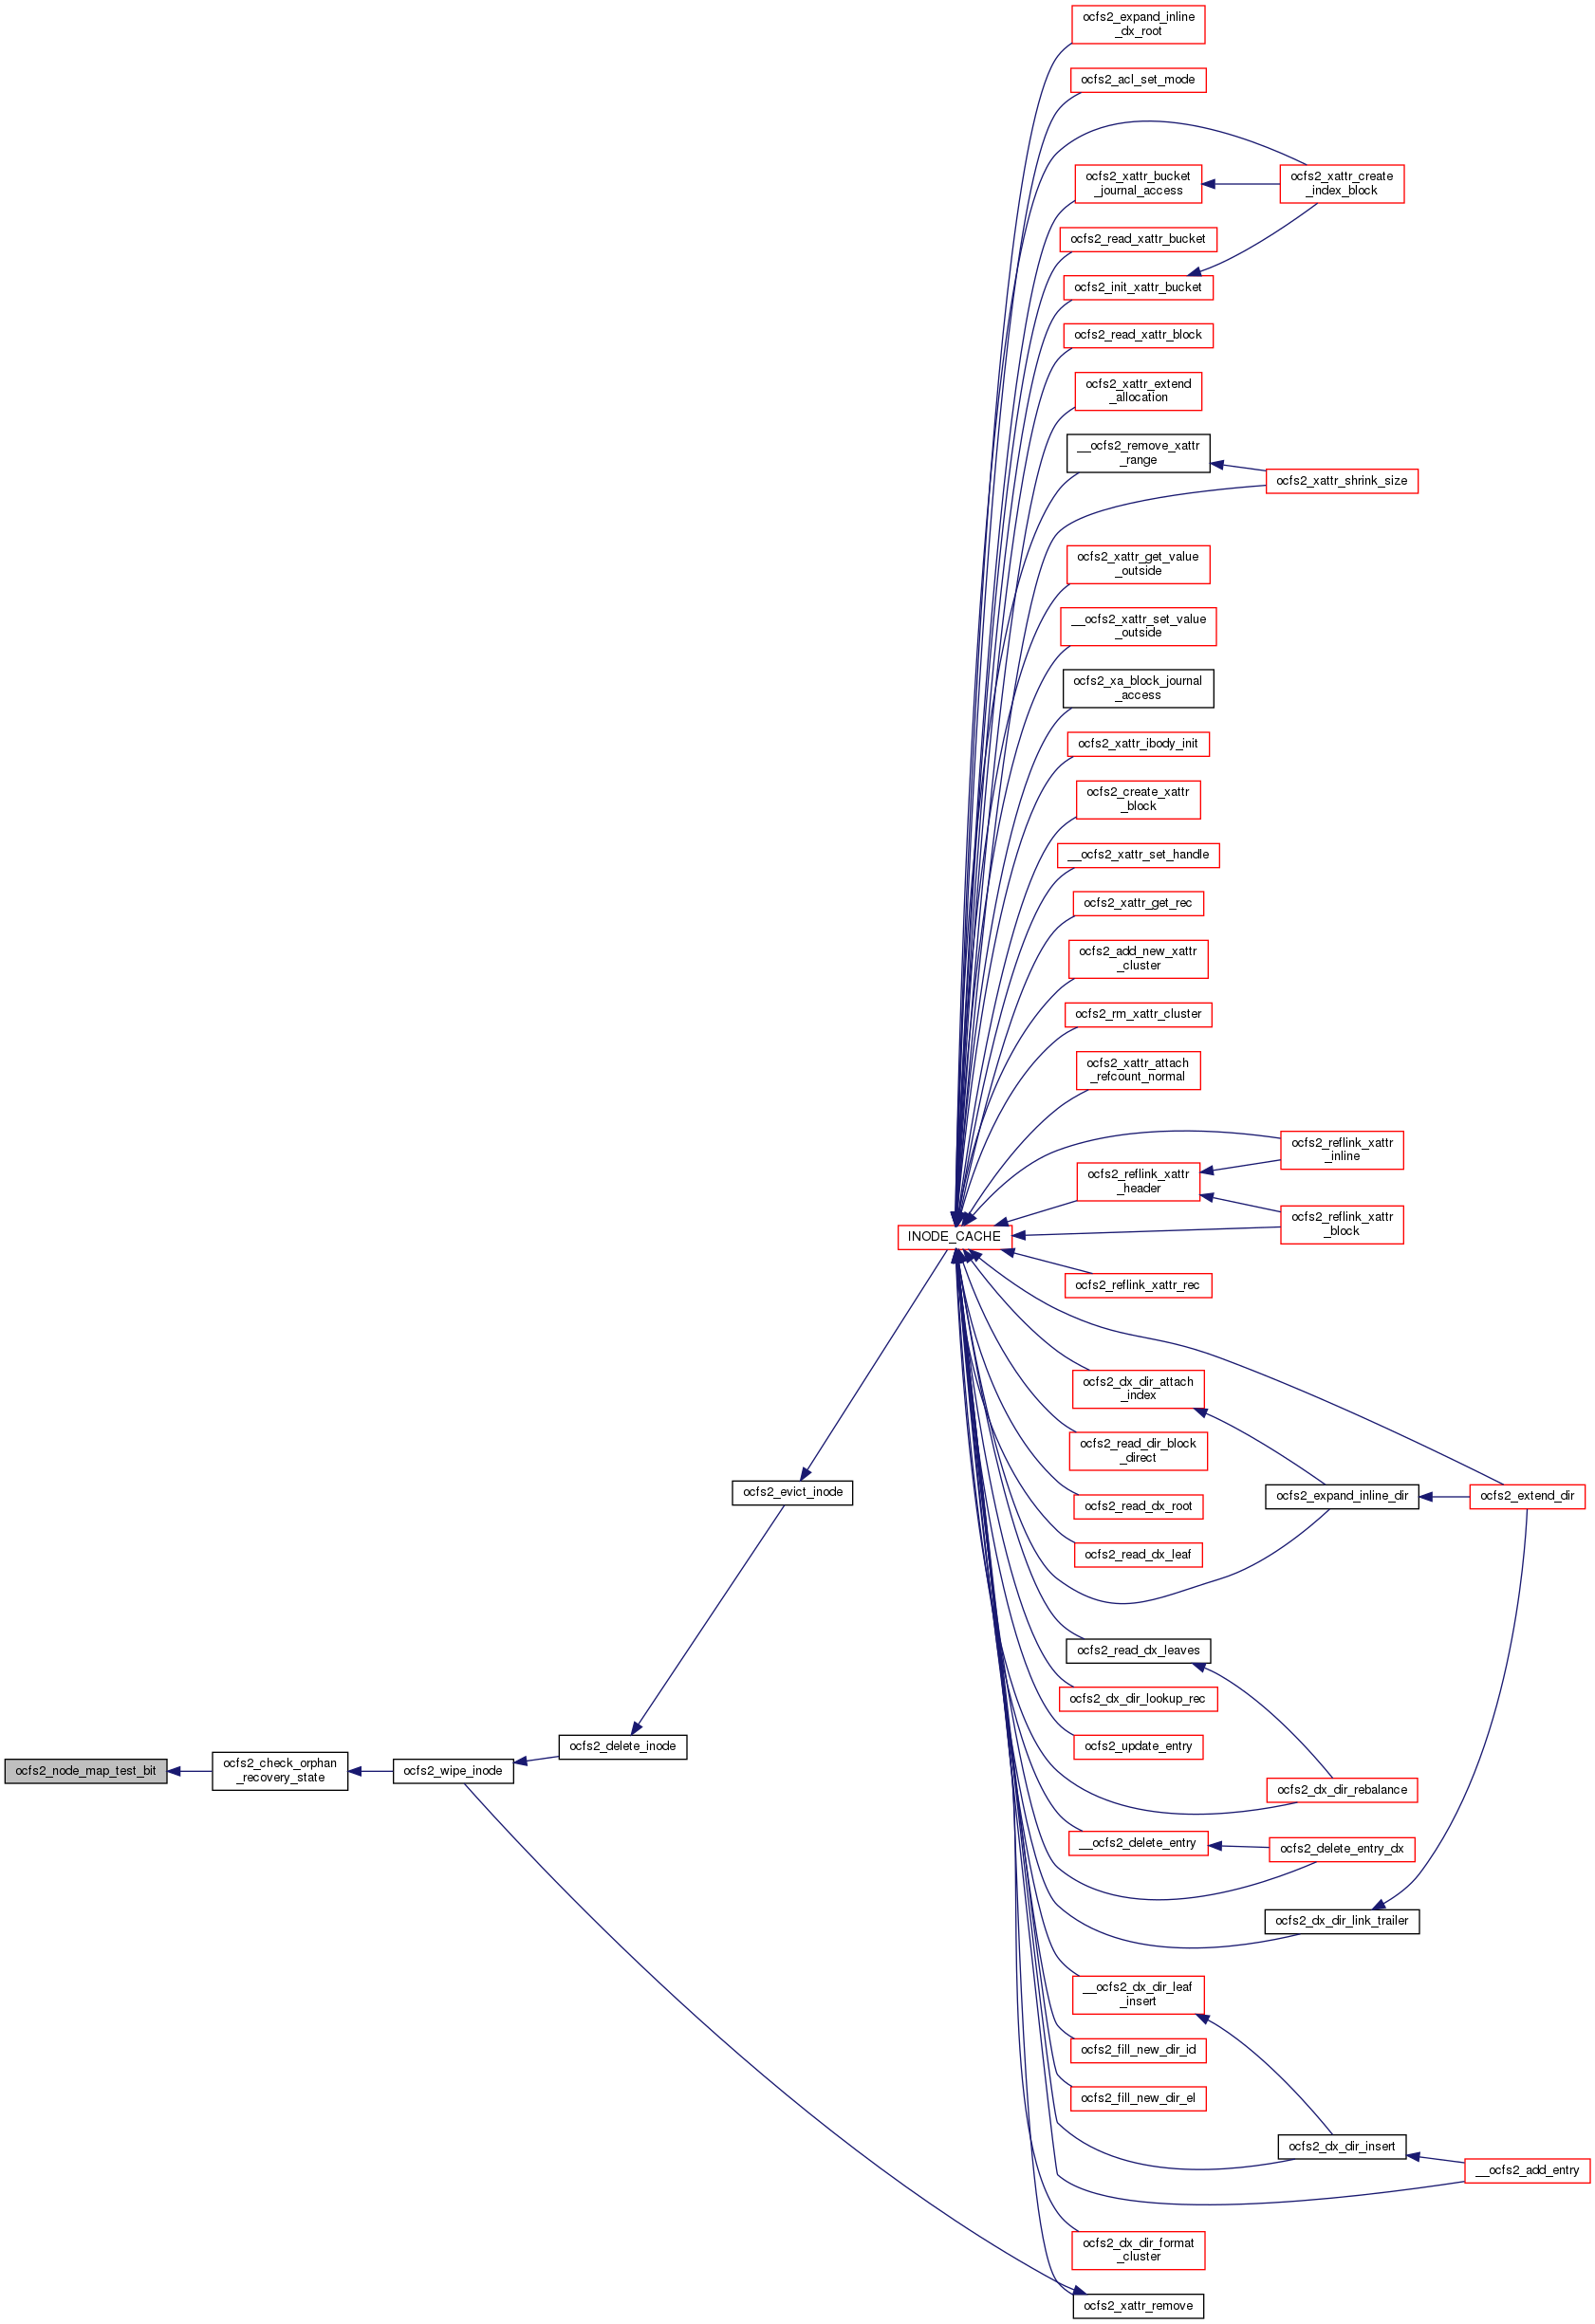 ocfs2_expand_inline
_dx_root
ocfs2_acl_set_mode
ocfs2_xattr_bucket
_journal_access
ocfs2_xattr_create
_index_block
ocfs2_read_xattr_bucket
ocfs2_init_xattr_bucket
ocfs2_read_xattr_block
ocfs2_xattr_extend
_allocation
__ocfs2_remove_xattr
_range
ocfs2_xattr_shrink_size
ocfs2_xattr_get_value
_outside
__ocfs2_xattr_set_value
_outside
ocfs2_xa_block_journal
_access
ocfs2_xattr_ibody_init
ocfs2_create_xattr
_block
__ocfs2_xattr_set_handle
ocfs2_xattr_get_rec
ocfs2_add_new_xattr
_cluster
ocfs2_rm_xattr_cluster
ocfs2_xattr_attach
_refcount_normal
ocfs2_reflink_xattr
_inline
ocfs2_reflink_xattr
_header
ocfs2_reflink_xattr
_block
INODE_CACHE
ocfs2_reflink_xattr_rec
ocfs2_dx_dir_attach
_index
ocfs2_read_dir_block
_direct
ocfs2_evict_inode
ocfs2_read_dx_root
ocfs2_expand_inline_dir
ocfs2_extend_dir
ocfs2_read_dx_leaf
ocfs2_read_dx_leaves
ocfs2_dx_dir_lookup_rec
ocfs2_delete_inode
ocfs2_update_entry
ocfs2_node_map_test_bit
ocfs2_check_orphan
_recovery_state
ocfs2_wipe_inode
ocfs2_dx_dir_rebalance
__ocfs2_delete_entry
ocfs2_delete_entry_dx
ocfs2_dx_dir_link_trailer
__ocfs2_dx_dir_leaf
_insert
ocfs2_fill_new_dir_id
ocfs2_fill_new_dir_el
ocfs2_dx_dir_insert
__ocfs2_add_entry
ocfs2_dx_dir_format
_cluster
ocfs2_xattr_remove